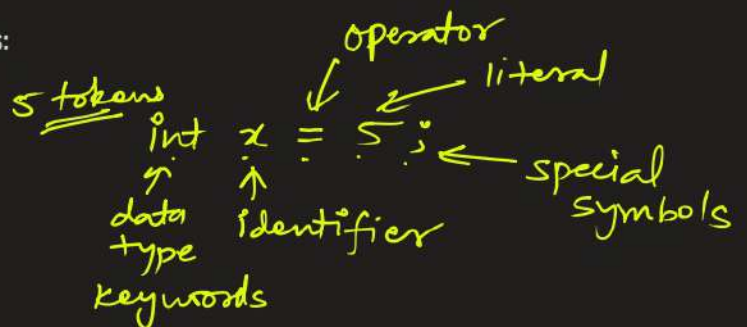 s:
operator
literal
5 tokens
int x = 5 ;
special
symbols
data
type
identifier
keywords